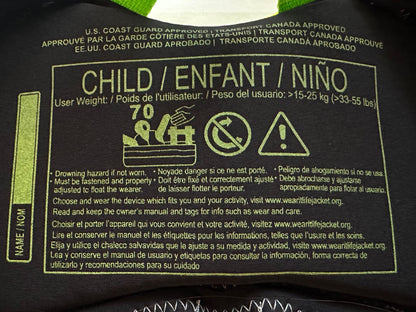 U.S. COAST GUARD APPROVED | TRANSPORT CANADA APPROVED
APPROUVÉ PAR LA GARDE CÔTIÈRE DES ÉTATS-UNIS | TRANSPORT CANADA APPROUVÉ
EE.UU. COAST GUARD APROBADO | TRANSPORTE CANADÁ APROBADO
CHILD / ENFANT / NIÑO
User Weight: / Poids de l'utilisateur: / Peso del usuario: >15-25 kg (>33-55 lbs)
70
• Drowning hazard if not worn.
• Must be fastened and properly adjusted to float the wearer.
• Noyade danger si ce ne est porté.
• Doit être fixé et correctement ajusté de laisser flotter le porteur.
• Peligro de ahogamiento si no se usa
• Debe abrocharse y ajustarse apropiadamente para flotar al usuario.
Choose and wear the device which fits you and your activity, visit www.wearitlifejacket.org.
Read and keep the owner's manual and tags for info such as wear and care.
Choisir et porter l'appareil qui vous convient et votre activité, visitez www.wearitlifejacket.org.
Lire et conserver le manuel et les étiquettes pour les informations, telles que l'usure et les soins.
Elija y utilice el chaleco salvavidas que le ajuste a su medida y actividad, visite www.wearitlifejacket.org
Lea y conserve el manual de usuario y etiquetas para consultar la información, forma correcta de utilizarlo y recomendaciones para su cuidado
NAME / NOM